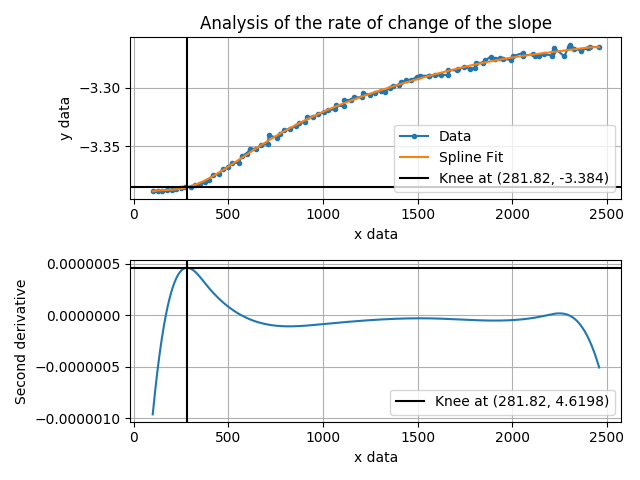 Analysis of the rate of change of the slope
−3.30
−3.35
y data
Data
Spline Fit
Knee at (281.82, -3.384)
0 500 1000 1500 2000 2500
x data
0.0000005
0.0000000
−0.0000005
−0.0000010
Second derivative
Knee at (281.82, 4.6198)
0 500 1000 1500 2000 2500
x data